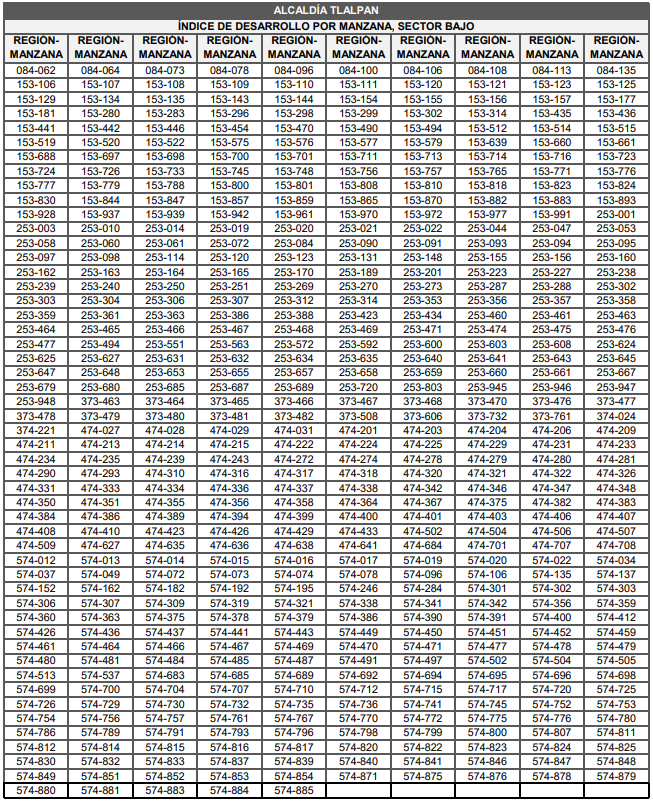 ALCALDÍA TLALPAN
ÍNDICE DE DESARROLLO POR MANZANA, SECTOR BAJO
REGIÓN- REGIÓN- REGIÓN- REGIÓN- REGIÓN- REGIÓN- REGIÓN- REGIÓN- REGIÓN- REGIÓN-
MANZANA MANZANA MANZANA MANZANA MANZANA MANZANA MANZANA MANZANA MANZANA MANZANA
084-062 084-064 084-073 084-078 084-096 084-100 084-106 084-108 084-113 084-135
153-106 153-107 153-108 153-109 153-110 153-111 153-120 153-121 153-123 153-125
153-129 153-134 153-135 153-143 153-144 153-154 153-155 153-156 153-157 153-177
153-181 153-280 153-283 153-296 153-298 153-299 153-302 153-314 153-435 153-436
153-441 153-442 153-446 153-454 153-470 153-490 153-494 153-512 153-514 153-515
153-519 153-520 153-522 153-575 153-576 153-577 153-579 153-639 153-660 153-661
153-688 153-697 153-698 153-700 153-701 153-711 153-713 153-714 153-716 153-723
153-724 153-726 153-733 153-745 153-748 153-756 153-757 153-765 153-771 153-776
153-777 153-779 153-788 153-800 153-801 153-808 153-810 153-818 153-823 153-824
153-830 153-844 153-847 153-857 153-859 153-865 153-870 153-882 153-883 153-893
153-928 153-937 153-939 153-942 153-961 153-970 153-972 153-977 153-991 253-001
253-003 253-010 253-014 253-019 253-020 253-021 253-022 253-044 253-047 253-053
253-058 253-060 253-061 253-072 253-084 253-090 253-091 253-093 253-094 253-095
253-097 253-098 253-114 253-120 253-123 253-131 253-148 253-155 253-156 253-160
253-162 253-163 253-164 253-165 253-170 253-189 253-201 253-223 253-227 253-238
253-239 253-240 253-250 253-251 253-269 253-270 253-273 253-287 253-288 253-302
253-303 253-304 253-306 253-307 253-312 253-314 253-353 253-356 253-357 253-358
253-359 253-361 253-363 253-386 253-388 253-423 253-434 253-460 253-461 253-463
253-464 253-465 253-466 253-467 253-468 253-469 253-471 253-474 253-475 253-476
253-477 253-494 253-551 253-563 253-572 253-592 253-600 253-603 253-608 253-624
253-625 253-627 253-631 253-632 253-634 253-635 253-640 253-641 253-643 253-645
253-647 253-648 253-653 253-655 253-657 253-658 253-659 253-660 253-661 253-667
253-679 253-680 253-685 253-687 253-689 253-720 253-803 253-945 253-946 253-947
253-948 373-463 373-464 373-465 373-466 373-467 373-468 373-470 373-476 373-477
373-478 373-479 373-480 373-481 373-482 373-508 373-606 373-732 373-761 374-024
374-221 474-027 474-028 474-029 474-031 474-201 474-203 474-204 474-206 474-209
474-211 474-213 474-214 474-215 474-222 474-224 474-225 474-229 474-231 474-233
474-234 474-235 474-239 474-243 474-272 474-274 474-278 474-279 474-280 474-281
474-290 474-293 474-310 474-316 474-317 474-318 474-320 474-321 474-322 474-326
474-331 474-333 474-334 474-336 474-337 474-338 474-342 474-346 474-347 474-348
474-350 474-351 474-355 474-356 474-358 474-364 474-367 474-375 474-382 474-383
474-384 474-386 474-389 474-394 474-399 474-400 474-401 474-403 474-406 474-407
474-408 474-410 474-423 474-426 474-429 474-433 474-502 474-504 474-506 474-507
474-509 474-627 474-635 474-636 474-638 474-641 474-684 474-701 474-707 474-708
574-012 574-013 574-014 574-015 574-016 574-017 574-019 574-020 574-022 574-034
574-037 574-049 574-072 574-073 574-074 574-078 574-096 574-106 574-135 574-137
574-152 574-162 574-182 574-192 574-195 574-246 574-284 574-301 574-302 574-303
574-306 574-307 574-309 574-319 574-321 574-338 574-341 574-342 574-356 574-359
574-360 574-363 574-375 574-378 574-379 574-386 574-390 574-391 574-400 574-412
574-426 574-436 574-437 574-441 574-443 574-449 574-450 574-451 574-452 574-459
574-461 574-464 574-466 574-467 574-469 574-470 574-471 574-477 574-478 574-479
574-480 574-481 574-484 574-485 574-487 574-491 574-497 574-502 574-504 574-505
574-513 574-537 574-683 574-685 574-689 574-692 574-694 574-695 574-696 574-698
574-699 574-700 574-704 574-707 574-710 574-712 574-715 574-717 574-720 574-725
574-726 574-729 574-730 574-732 574-735 574-736 574-741 574-745 574-752 574-753
574-754 574-756 574-757 574-761 574-767 574-770 574-772 574-775 574-776 574-780
574-786 574-789 574-791 574-793 574-796 574-798 574-799 574-800 574-807 574-811
574-812 574-814 574-815 574-816 574-817 574-820 574-822 574-823 574-824 574-825
574-830 574-832 574-833 574-837 574-839 574-840 574-841 574-846 574-847 574-848
574-849 574-851 574-852 574-853 574-854 574-871 574-875 574-876 574-878 574-879
574-880 574-881 574-883 574-884 574-885